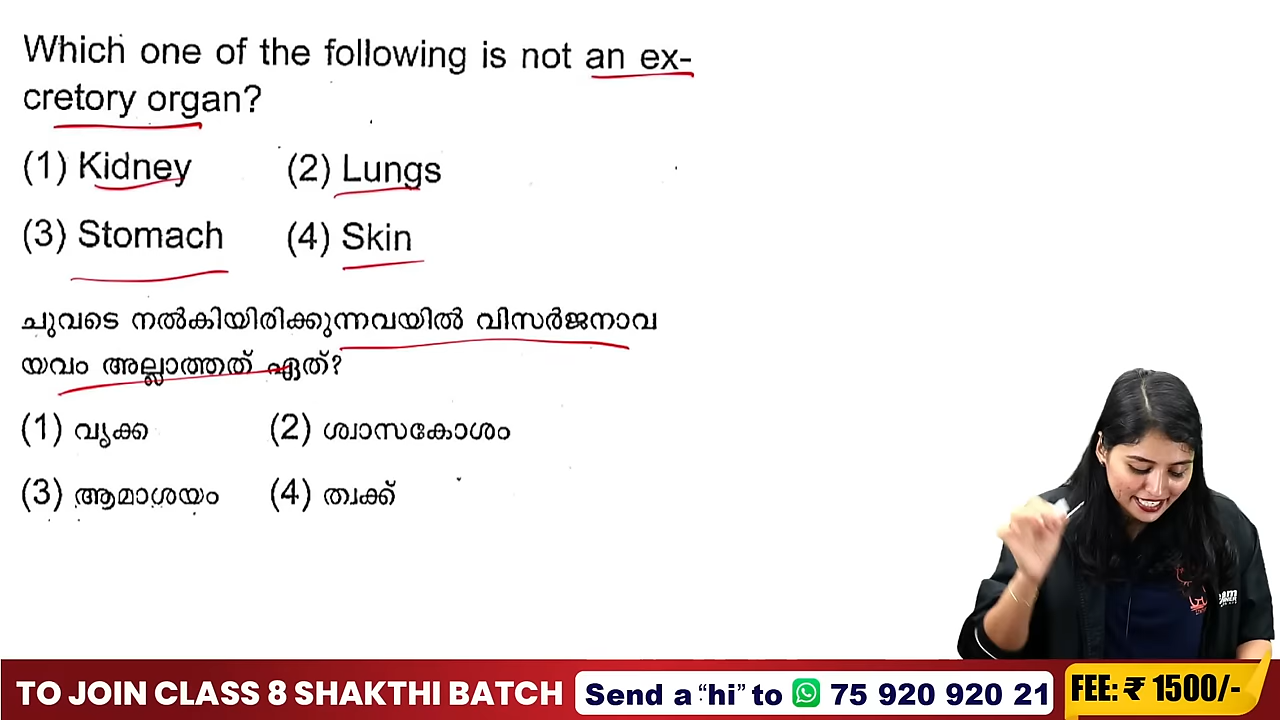 Which one of the following is not an ex-
cretory organ?
(1) Kidney (2) Lungs
(3) Stomach (4) Skin
ചുവടെ നൽകിയിരിക്കുന്നവയിൽ വിസർജനാവ
യവം അല്ലാത്തത് ഏത്?
(1) വൃക്ക (2) ശ്വാസകോശം
(3) ആമാശയം (4) ത്വക്ക്
TO JOIN CLASS 8 SHAKTHI BATCH Send a “hi” to 75 920 920 21 FEE: ₹ 1500/-